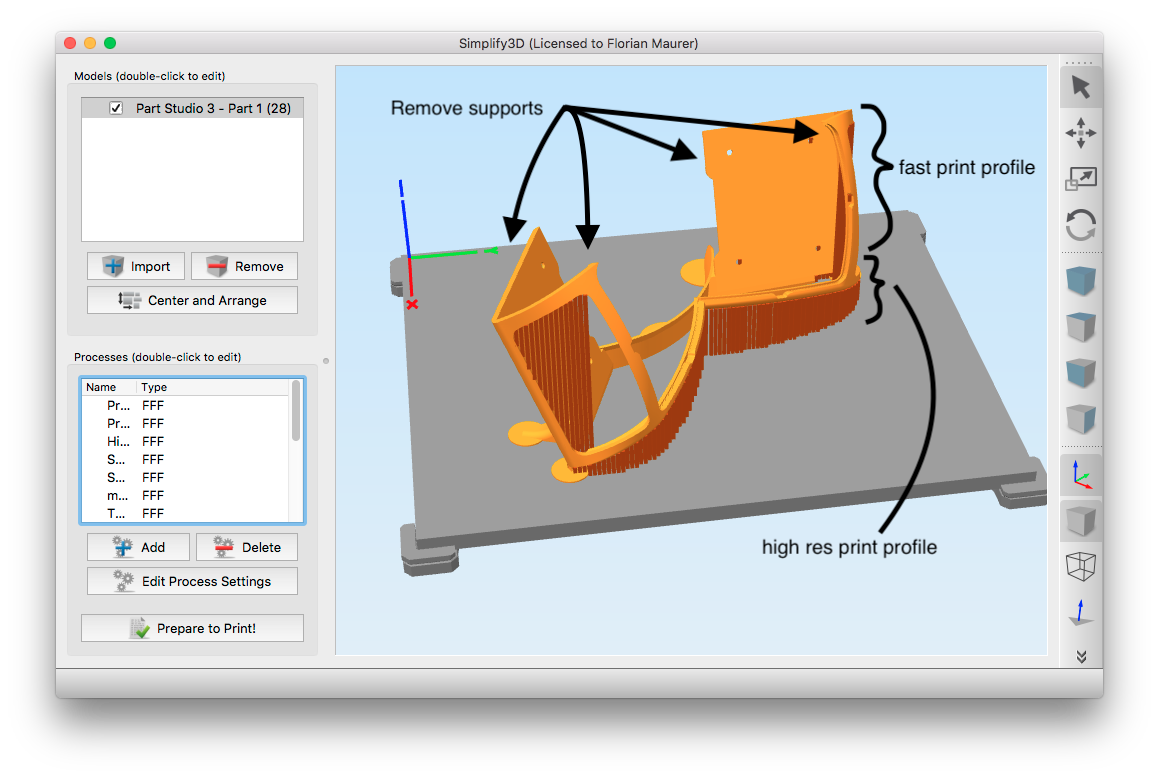 Simplify3D (Licensed to Florian Maurer)
Models (double-click to edit)
Part Studio 3 - Part 1 (28)
Import
Remove
Center and Arrange
Processes (double-click to edit)
Name Type
Pr... FFF
Pr... FFF
Hi... FFF
S... FFF
S... FFF
m... FFF
T... FFF
Add
Delete
Edit Process Settings
Prepare to Print!
Remove supports
fast print profile
high res print profile